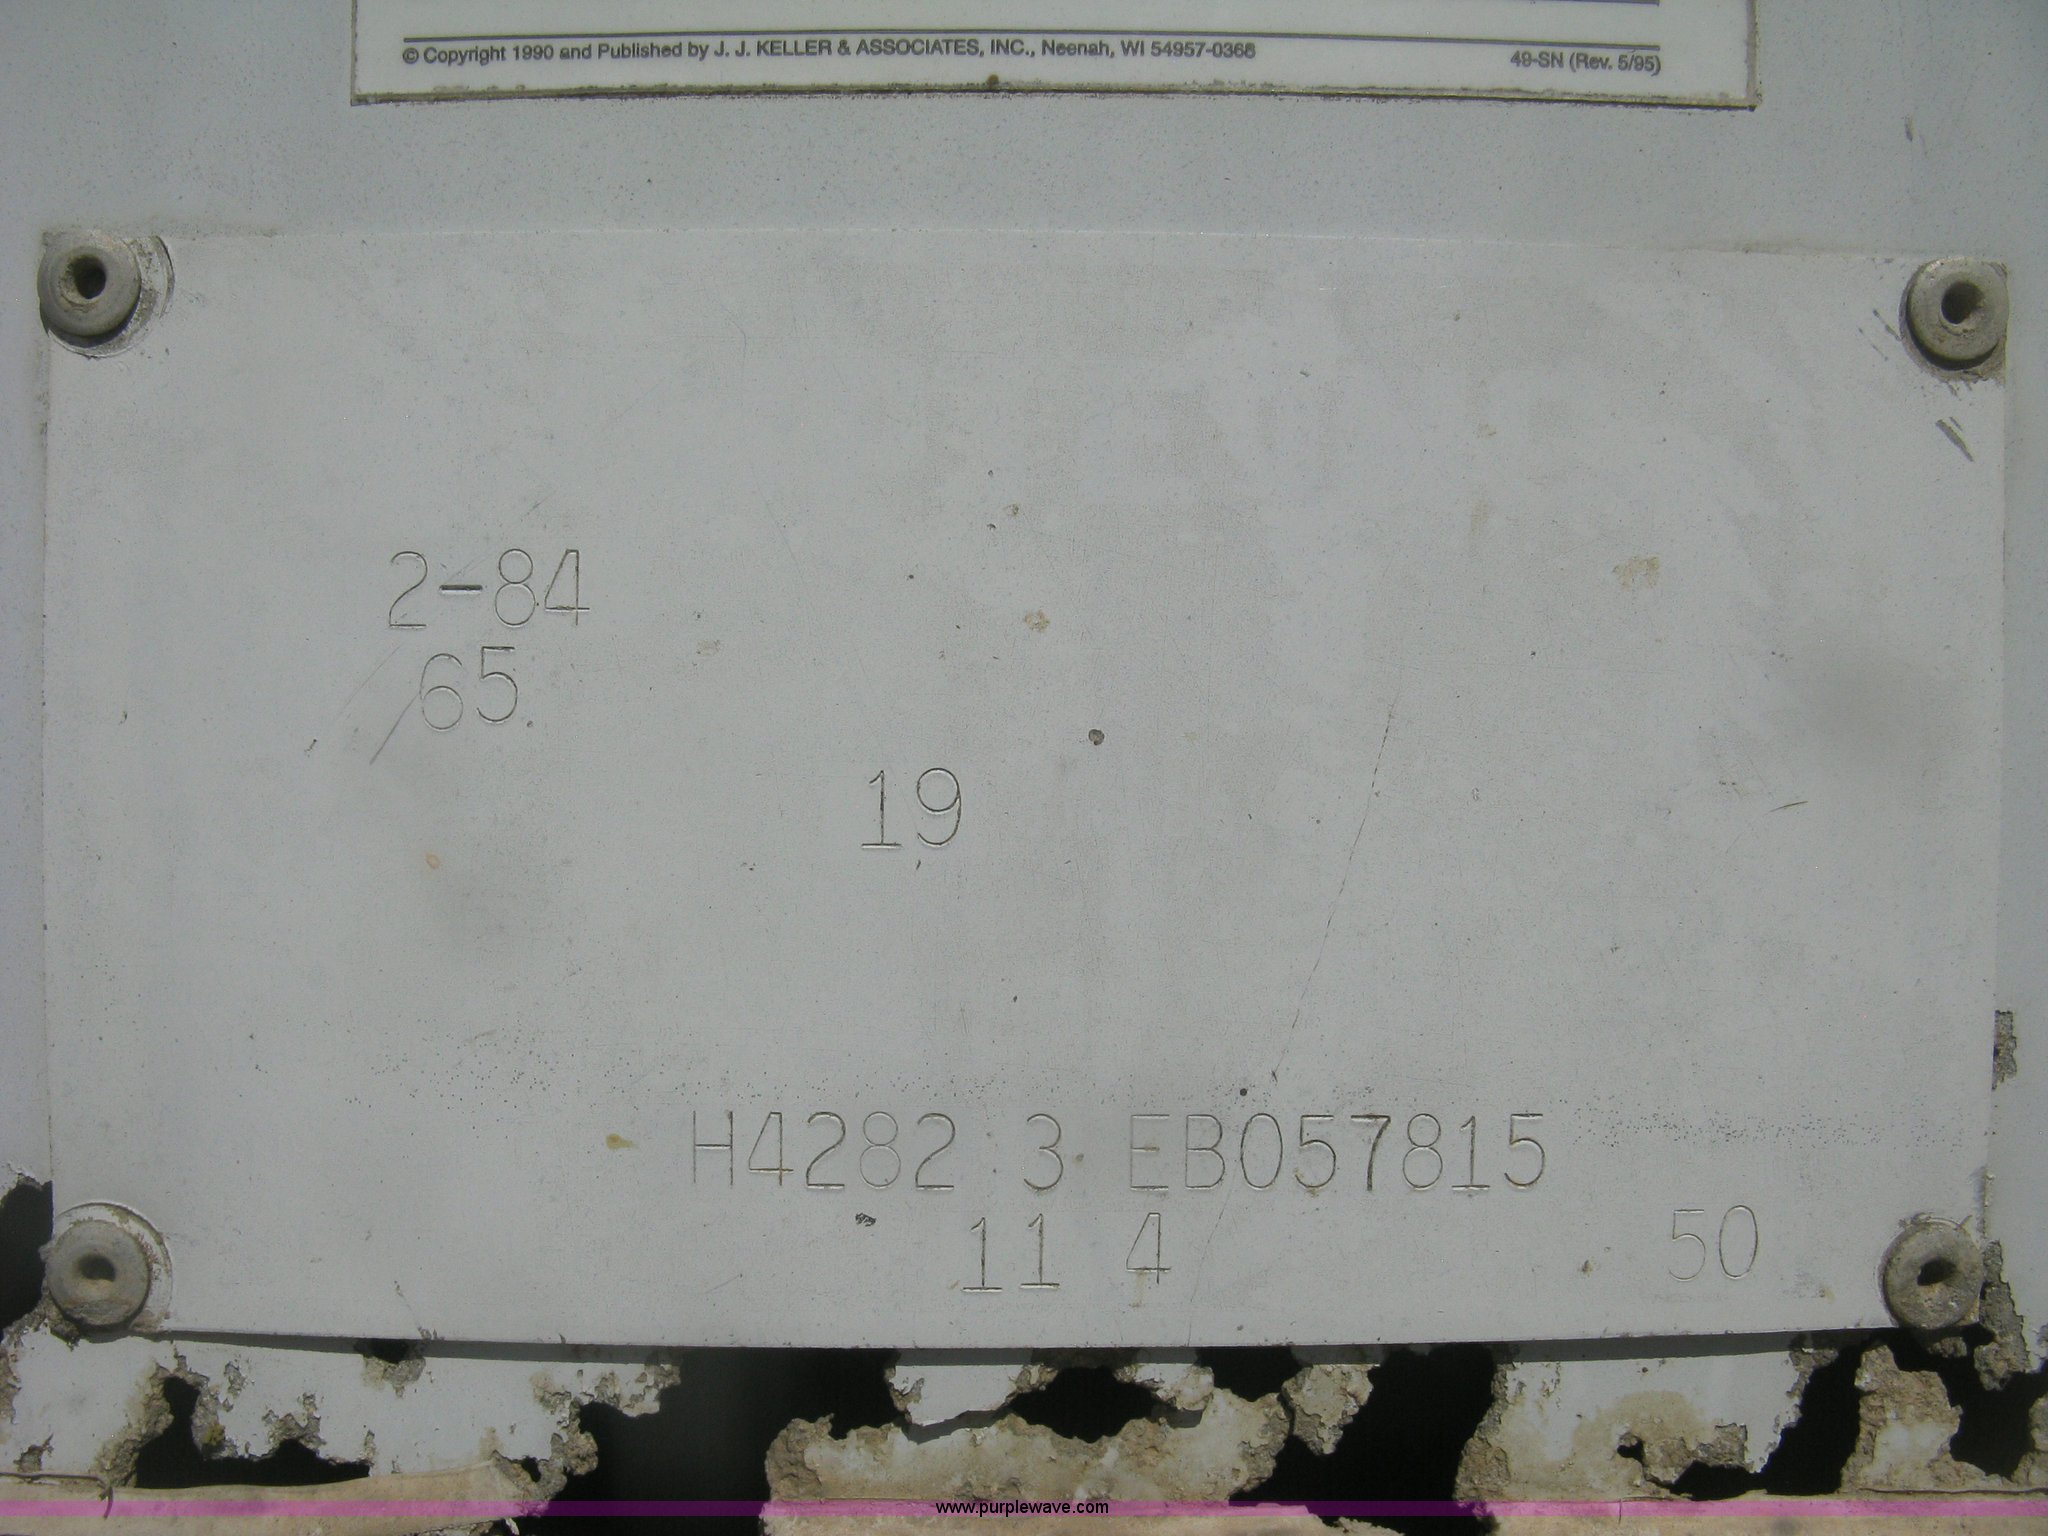 © Copyright 1990 and Published by J. J. KELLER & ASSOCIATES, INC., Neenah, WI 54957-0368 49-SN (Rev. 5/95)
2-84
65
19
H4282 3 EB057815
11 4 50
www.purplewave.com